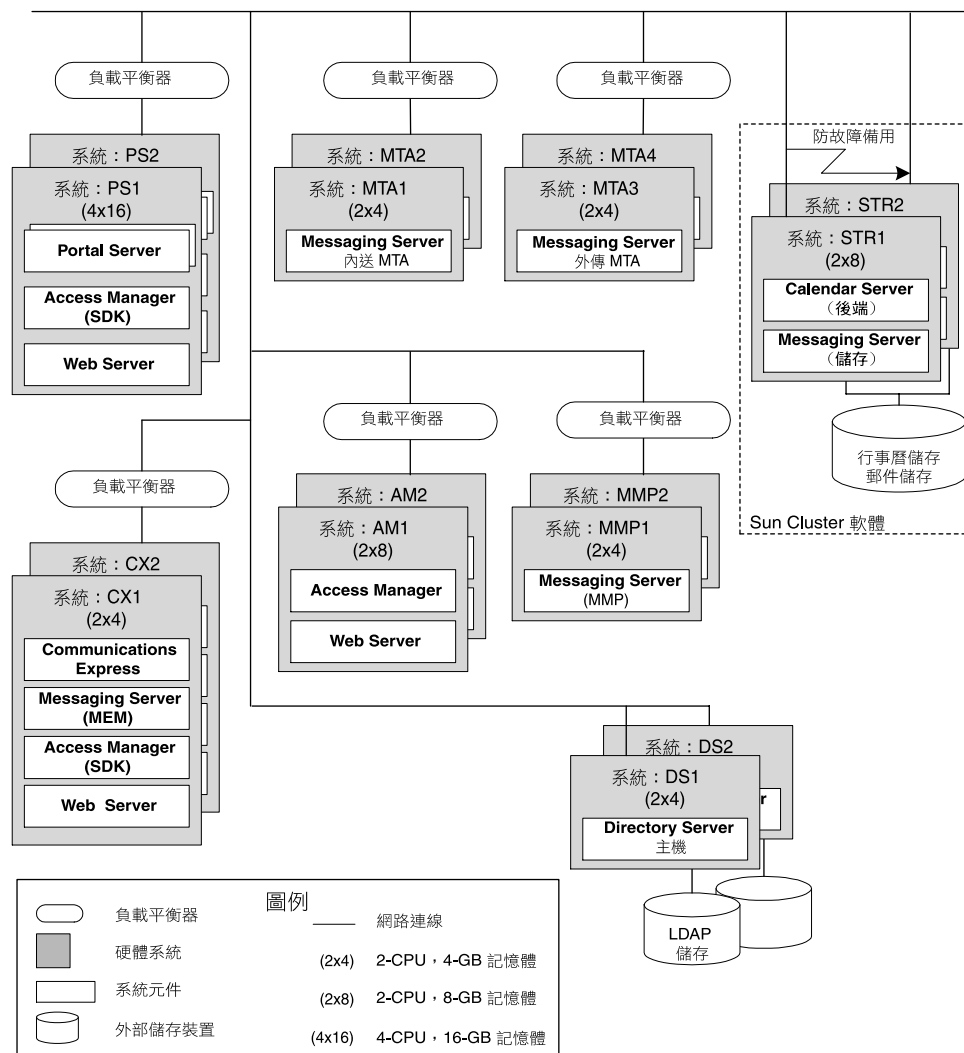 負載平衡器
負載平衡器
負載平衡器
防故障備用
系統：PS2
系統：PS1
(4x16)
Portal Server
Access Manager
(SDK)
Web Server
系統：MTA2
系統：MTA1
(2x4)
Messaging Server
內送 MTA
系統：MTA4
系統：MTA3
(2x4)
Messaging Server
外傳 MTA
系統：STR2
系統：STR1
(2x8)
Calendar Server
（後端）
Messaging Server
（儲存）
行事曆儲存
郵件儲存
Sun Cluster 軟體
負載平衡器
負載平衡器
負載平衡器
系統：CX2
系統：CX1
(2x4)
Communications
Express
Messaging Server
(MEM)
Access Manager
(SDK)
Web Server
系統：AM2
系統：AM1
(2x8)
Access Manager
Web Server
系統：MMP2
系統：MMP1
(2x4)
Messaging Server
(MMP)
系統：DS2
系統：DS1
(2x4)
Directory Server
主機
r
LDAP
儲存
圖例
負載平衡器
硬體系統
系統元件
外部儲存裝置
網路連線
(2x4) 2-CPU，4-GB 記憶體
(2x8) 2-CPU，8-GB 記憶體
(4x16) 4-CPU，16-GB 記憶體